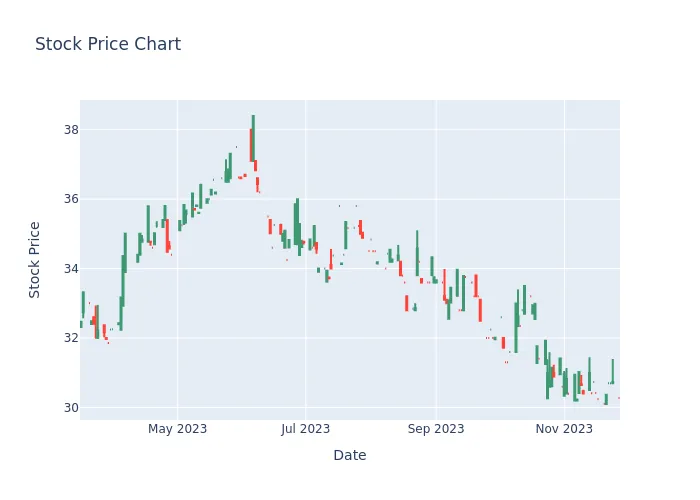 Stock Price Chart
Stock Price
38
36
34
32
30
May 2023
Jul 2023
Sep 2023
Nov 2023
Date